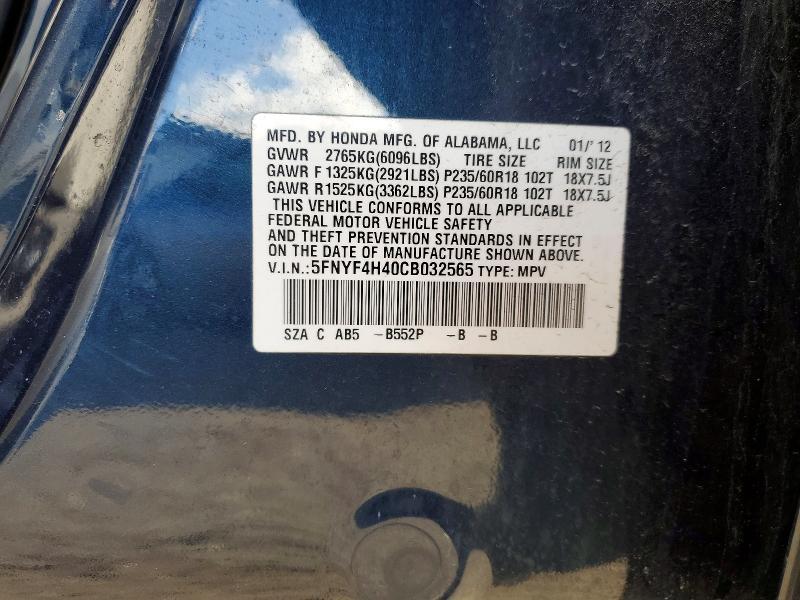 MFD. BY HONDA MFG. OF ALABAMA, LLC 01/'12
GVWR 2765KG(6096LBS) TIRE SIZE RIM SIZE
GAWR F 1325KG(2921LBS) P235/60R18 102T 18X7.5J
GAWR R1525KG(3362LBS) P235/60R18 102T 18X7.5J
THIS VEHICLE CONFORMS TO ALL APPLICABLE
FEDERAL MOTOR VEHICLE SAFETY
AND THEFT PREVENTION STANDARDS IN EFFECT
ON THE DATE OF MANUFACTURE SHOWN ABOVE.
V.I.N.:5FNYF4H40CB032565 TYPE: MPV
SZA C AB5 -B552P -B -B